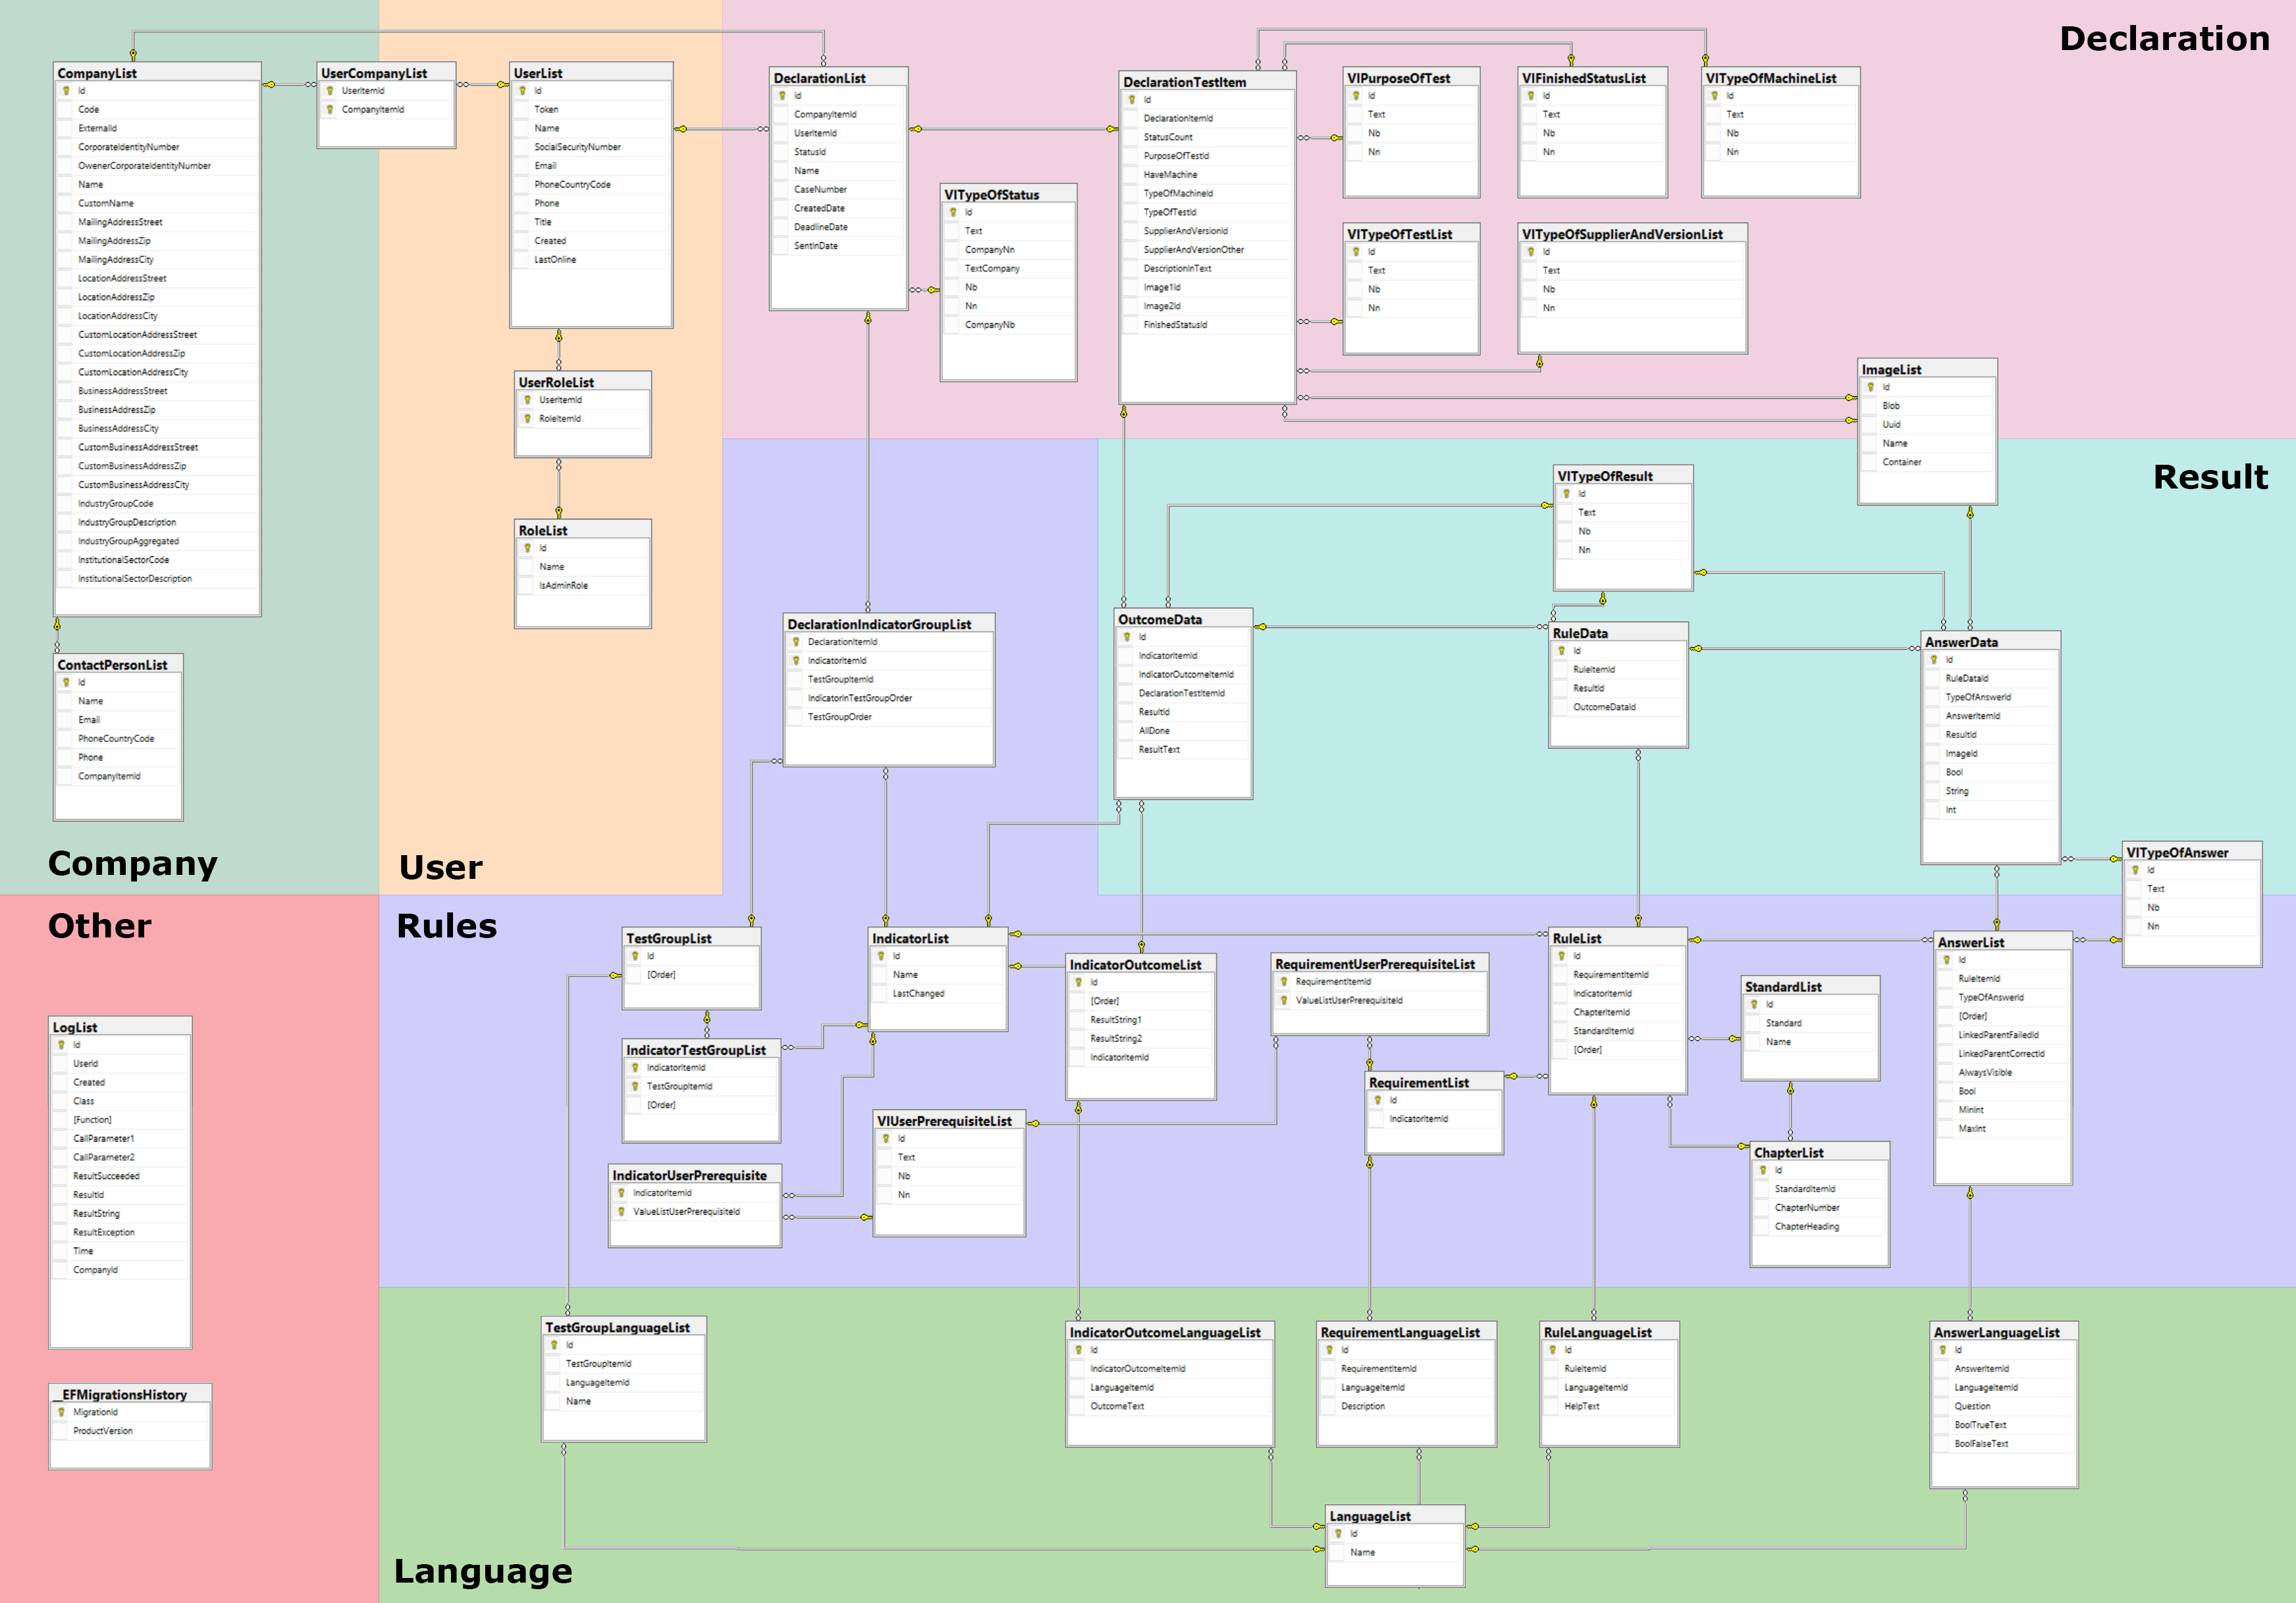 Declaration
CompanyList
Id
Code
ExternalId
CorporateIdentityNumber
OwenerCorporateIdentityNumber
Name
CustomName
MailingAddressStreet
MailingAddressZip
MailingAddressCity
LocationAddressStreet
LocationAddressZip
LocationAddressCity
CustomLocationAddressStreet
CustomLocationAddressZip
CustomLocationAddressCity
BusinessAddressStreet
BusinessAddressZip
BusinessAddressCity
CustomBusinessAddressStreet
CustomBusinessAddressZip
CustomBusinessAddressCity
IndustryGroupCode
IndustryGroupDescription
IndustryGroupAggregated
InstitutionalSectorCode
InstitutionalSectorDescription
ContactPersonList
Id
Name
Email
PhoneCountryCode
Phone
CompanyItemId
Company
UserCompanyList
UserItemId
CompanyItemId
UserList
Id
Token
Name
SocialSecurityNumber
Email
PhoneCountryCode
Phone
Title
Created
LastOnline
UserRoleList
UserItemId
RoleItemId
RoleList
Id
Name
IsAdminRole
User
DeclarationList
Id
CompanyItemId
UserItemId
StatusId
Name
CaseNumber
CreatedDate
DeadlineDate
SentInDate
VITypeOfStatus
Id
Text
CompanyNn
TextCompany
Nb
Nn
CompanyNb
DeclarationTestItem
Id
DeclarationItemId
StatusCount
PurposeOfTestId
HaveMachine
TypeOfMachineId
TypeOfTestId
SupplierAndVersionId
SupplierAndVersionOther
DescriptionInText
Image1Id
Image2Id
FinishedStatusId
VIPurposeOfTest
Id
Text
Nb
Nn
VIFinishedStatusList
Id
Text
Nb
Nn
VITypeOfMachineList
Id
Text
Nb
Nn
VITypeOfTestList
Id
Text
Nb
Nn
VITypeOfSupplierAndVersionList
Id
Text
Nb
Nn
ImageList
Id
Blob
Uuid
Name
Container
Result
VITypeOfResult
Id
Text
Nb
Nn
DeclarationIndicatorGroupList
DeclarationItemId
IndicatorItemId
TestGroupItemId
IndicatorInTestGroupOrder
TestGroupOrder
OutcomeData
Id
IndicatorItemId
IndicatorOutcomeItemId
DeclarationTestItemId
ResultId
AllDone
ResultText
RuleData
Id
RuleItemId
ResultId
OutcomeDataId
AnswerData
Id
RuleDataId
TypeOfAnswerId
AnswerItemId
ResultId
ImageId
Bool
String
Int
VITypeOfAnswer
Id
Text
Nb
Nn
Other
LogList
Id
UserId
Created
Class
[Function]
CallParameter1
CallParameter2
ResultSucceeded
ResultId
ResultString
ResultException
Time
CompanyId
__EFMigrationsHistory
MigrationId
ProductVersion
Rules
TestGroupList
Id
[Order]
IndicatorTestGroupList
IndicatorItemId
TestGroupItemId
[Order]
IndicatorUserPrerequisite
IndicatorItemId
ValueListUserPrerequisiteId
IndicatorList
Id
Name
LastChanged
VIUserPrerequisiteList
Id
Text
Nb
Nn
IndicatorOutcomeList
Id
[Order]
ResultString1
ResultString2
IndicatorItemId
RequirementUserPrerequisiteList
RequirementItemId
ValueListUserPrerequisiteId
RequirementList
Id
IndicatorItemId
RuleList
Id
RequirementItemId
IndicatorItemId
ChapterItemId
StandardItemId
[Order]
StandardList
Id
Standard
Name
ChapterList
Id
StandardItemId
ChapterNumber
ChapterHeading
AnswerList
Id
RuleItemId
TypeOfAnswerId
[Order]
LinkedParentFailedId
LinkedParentCorrectId
AlwaysVisible
Bool
MinInt
MaxInt
TestGroupLanguageList
Id
TestGroupItemId
LanguageItemId
Name
IndicatorOutcomeLanguageList
Id
IndicatorOutcomeItemId
LanguageItemId
OutcomeText
RequirementLanguageList
Id
RequirementItemId
LanguageItemId
Description
RuleLanguageList
Id
RuleItemId
LanguageItemId
HelpText
AnswerLanguageList
Id
AnswerItemId
LanguageItemId
Question
BoolTrueText
BoolFalseText
LanguageList
Id
Name
Language